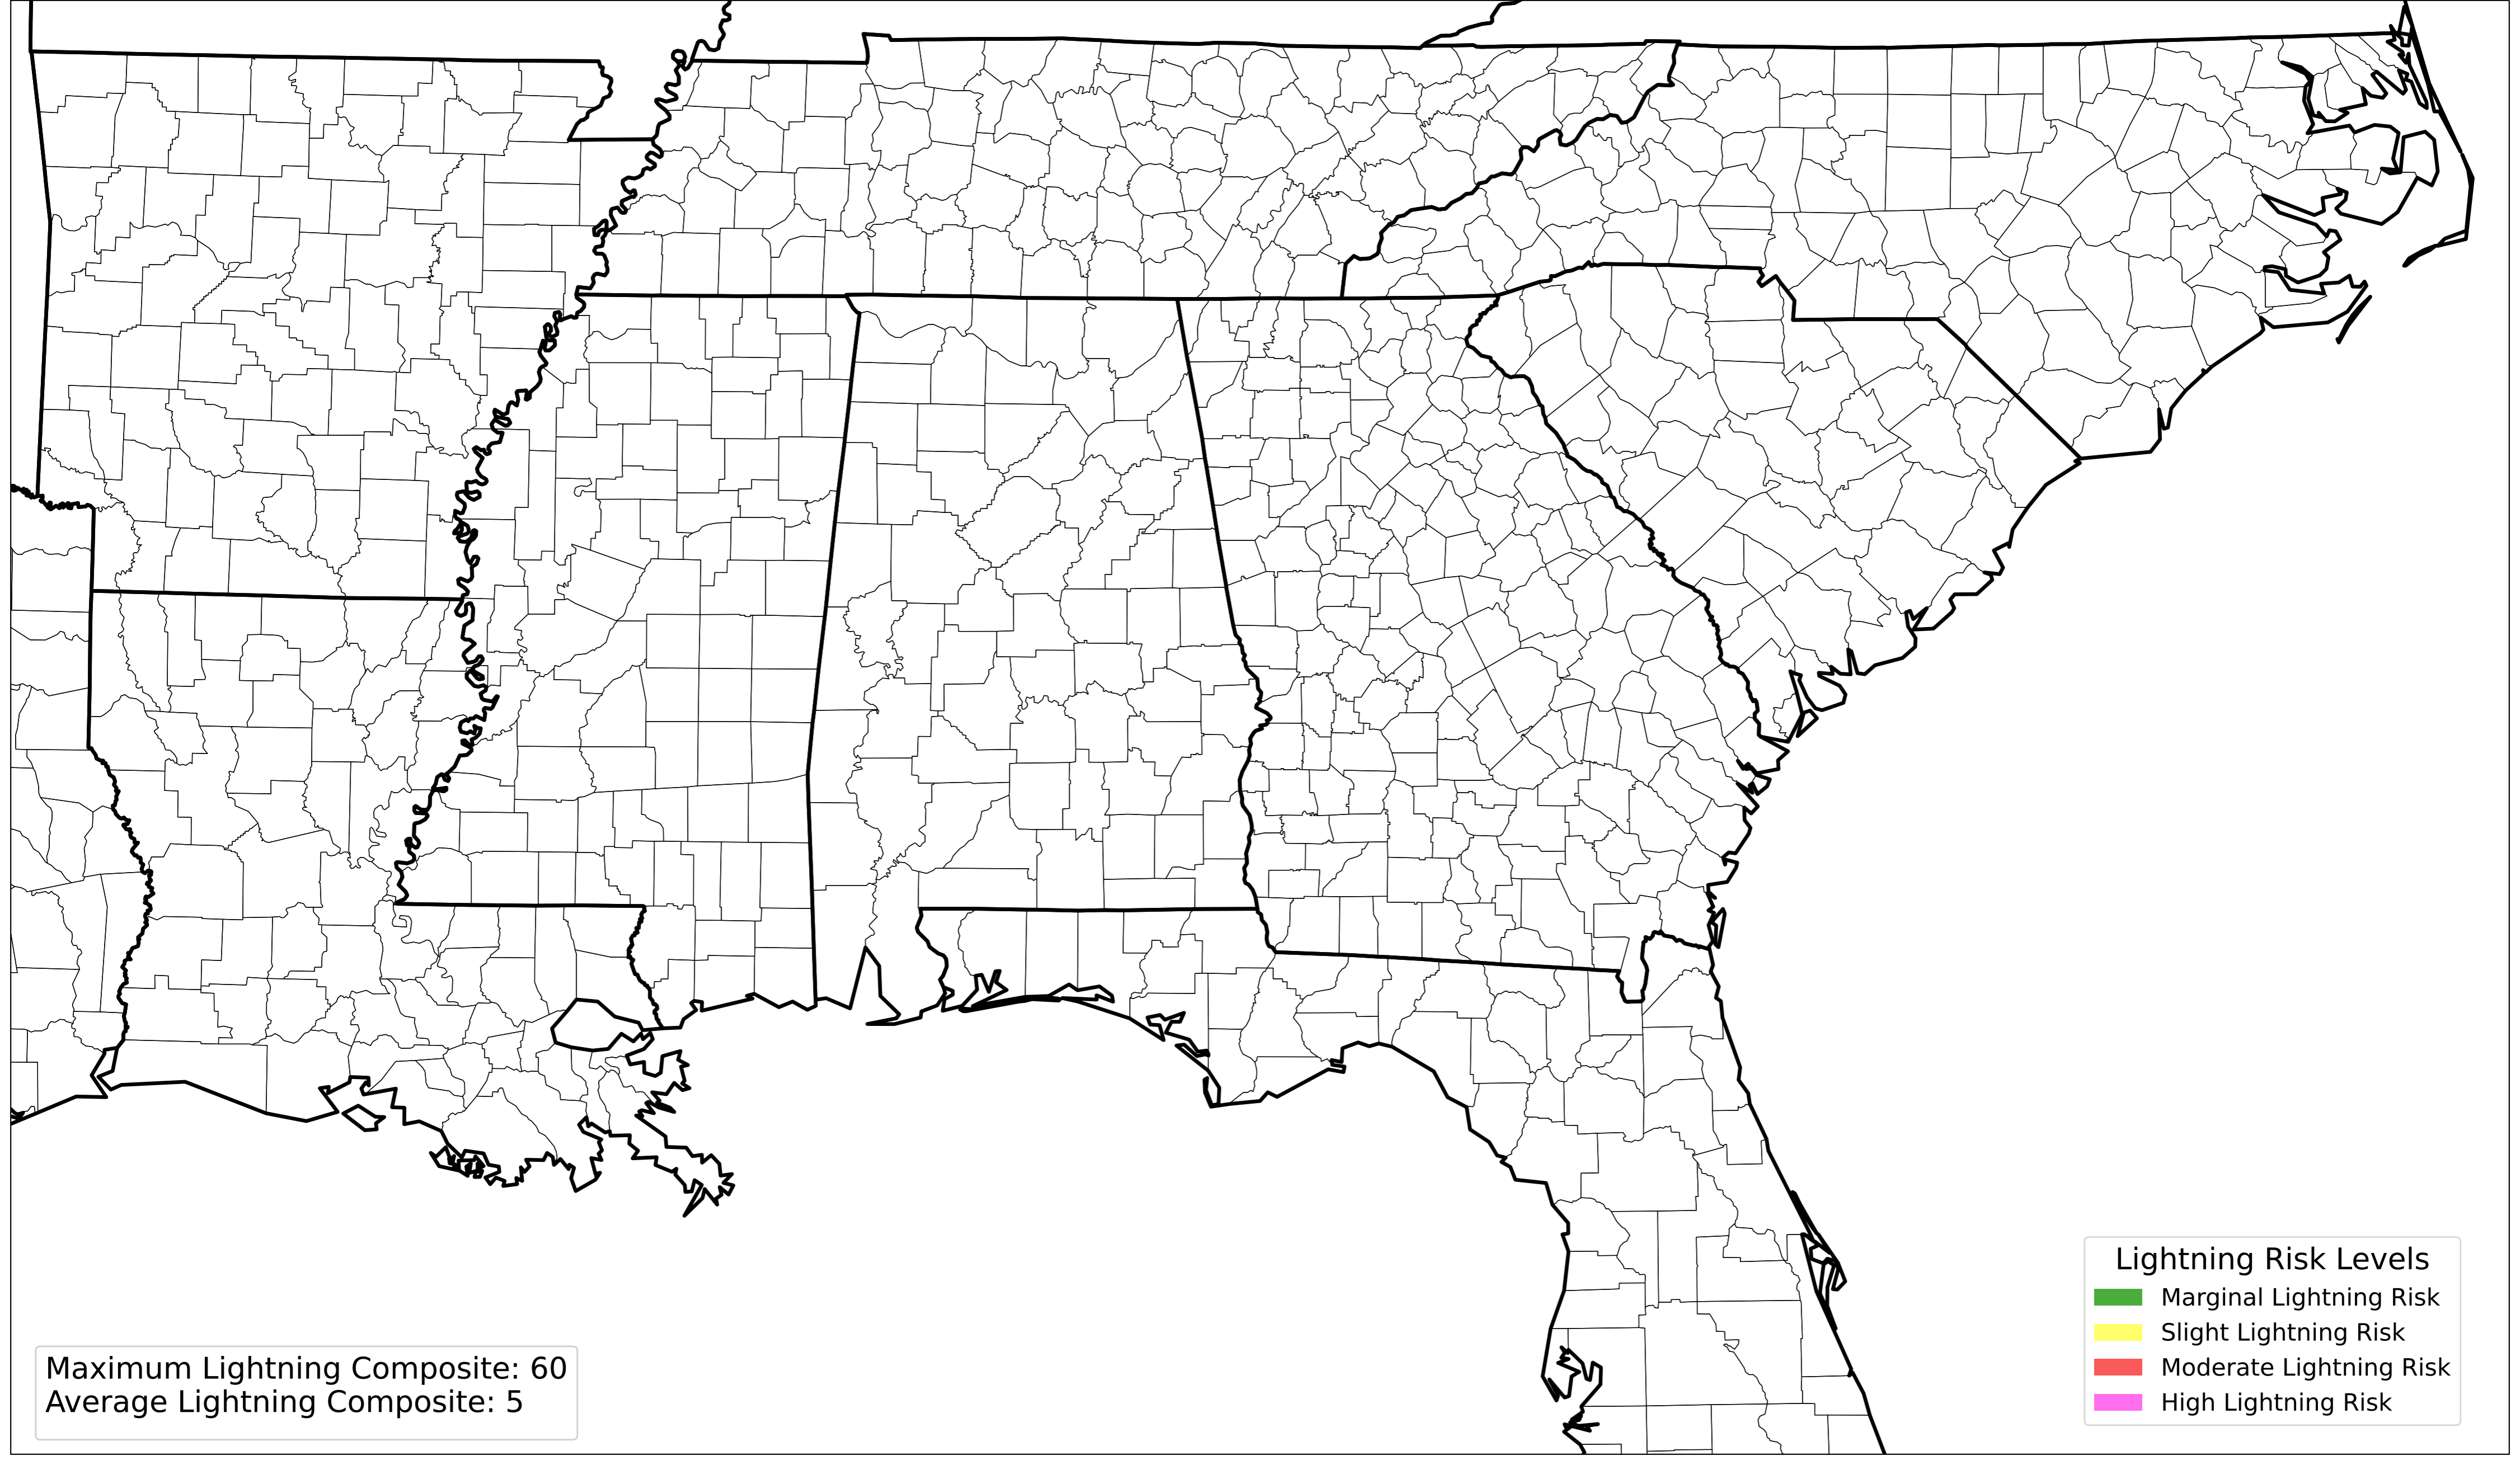 Lightning Risk Levels
Marginal Lightning Risk
Slight Lightning Risk
Moderate Lightning Risk
High Lightning Risk
Maximum Lightning Composite: 60
Average Lightning Composite: 5